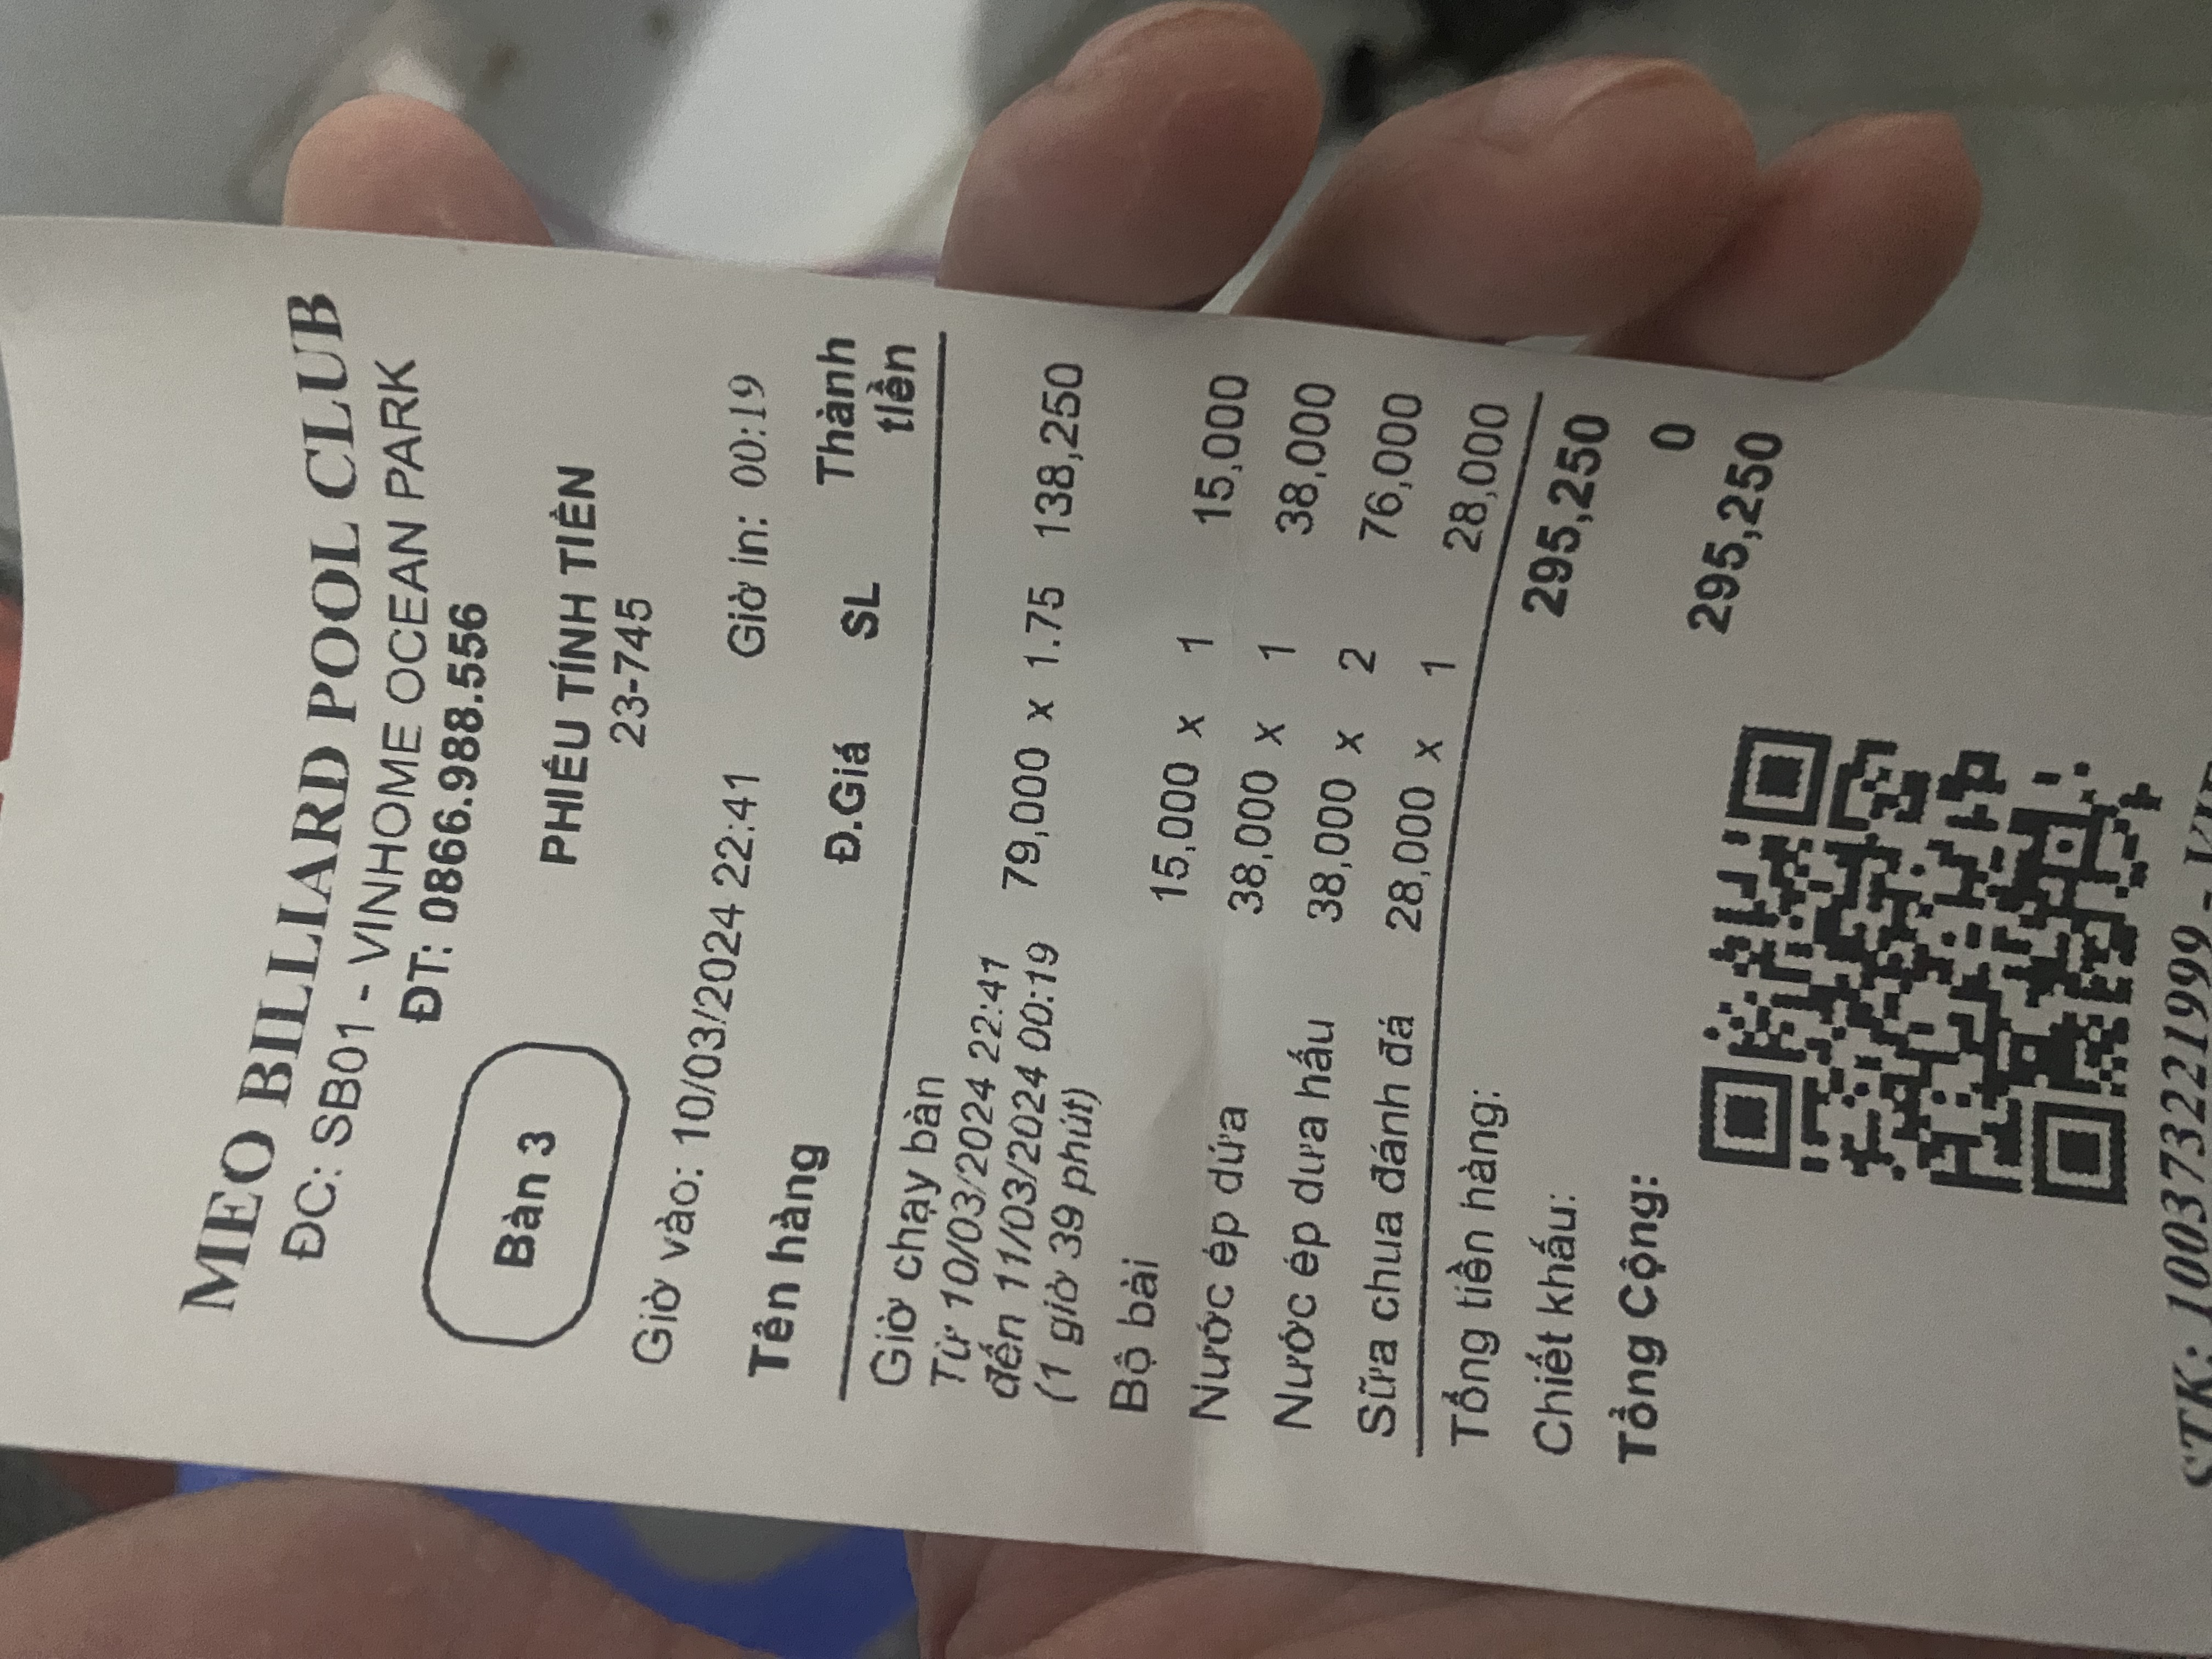 MEO BILLIARD POOL CLUB
ĐC: SB01 - VINHOME OCEAN PARK
ĐT: 0866.988.556
Bàn 3
PHIẾU TÍNH TIỀN
23-745
Giờ vào: 10/03/2024 22:41 Giờ in: 00:19
Tên hàng Đ.Giá SL Thành tiền
Giờ chạy bàn
Từ 10/03/2024 22:41
đến 11/03/2024 00:19 79,000 x 1.75 138,250
(1 giờ 39 phút)
Bộ bài 15,000 x 1 15,000
Nước ép dứa 38,000 x 1 38,000
Nước ép dưa hấu 38,000 x 2 76,000
Sữa chua đánh đá 28,000 x 1 28,000
Tổng tiền hàng: 295,250
Chiết khấu: 0
Tổng Cộng: 295,250
STK: 100373221999 -